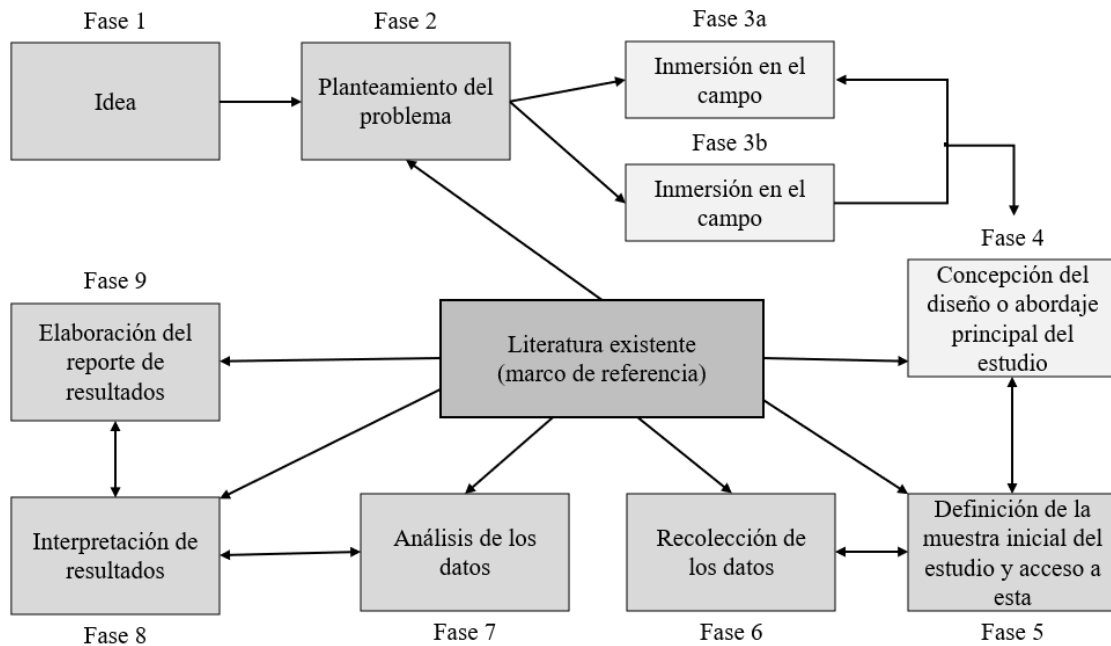 Fase 1
Fase 2
Fase 3a
Idea
Planteamiento del
problema
Inmersión en el
campo
Fase 3b
Inmersión en el
campo
Fase 4
Concepción del
diseño o abordaje
principal del
estudio
Fase 9
Elaboración del
reporte de
resultados
Literatura existente
(marco de referencia)
Interpretación de
resultados
Fase 8
Análisis de los
datos
Fase 7
Recolección de
los datos
Fase 6
Definición de la
muestra inicial del
estudio y acceso a
esta
Fase 5